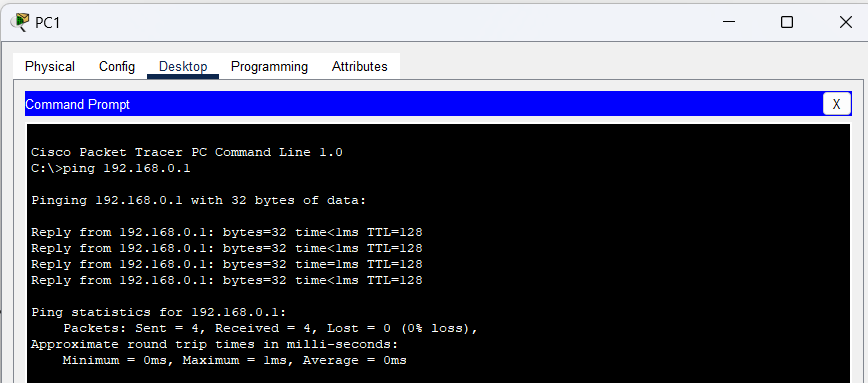 PC1
Physical Config Desktop Programming Attributes
Command Prompt X
Cisco Packet Tracer PC Command Line 1.0
C:\>ping 192.168.0.1
Pinging 192.168.0.1 with 32 bytes of data:
Reply from 192.168.0.1: bytes=32 time<1ms TTL=128
Reply from 192.168.0.1: bytes=32 time<1ms TTL=128
Reply from 192.168.0.1: bytes=32 time=1ms TTL=128
Reply from 192.168.0.1: bytes=32 time<1ms TTL=128
Ping statistics for 192.168.0.1:
    Packets: Sent = 4, Received = 4, Lost = 0 (0% loss),
Approximate round trip times in milli-seconds:
    Minimum = 0ms, Maximum = 1ms, Average = 0ms